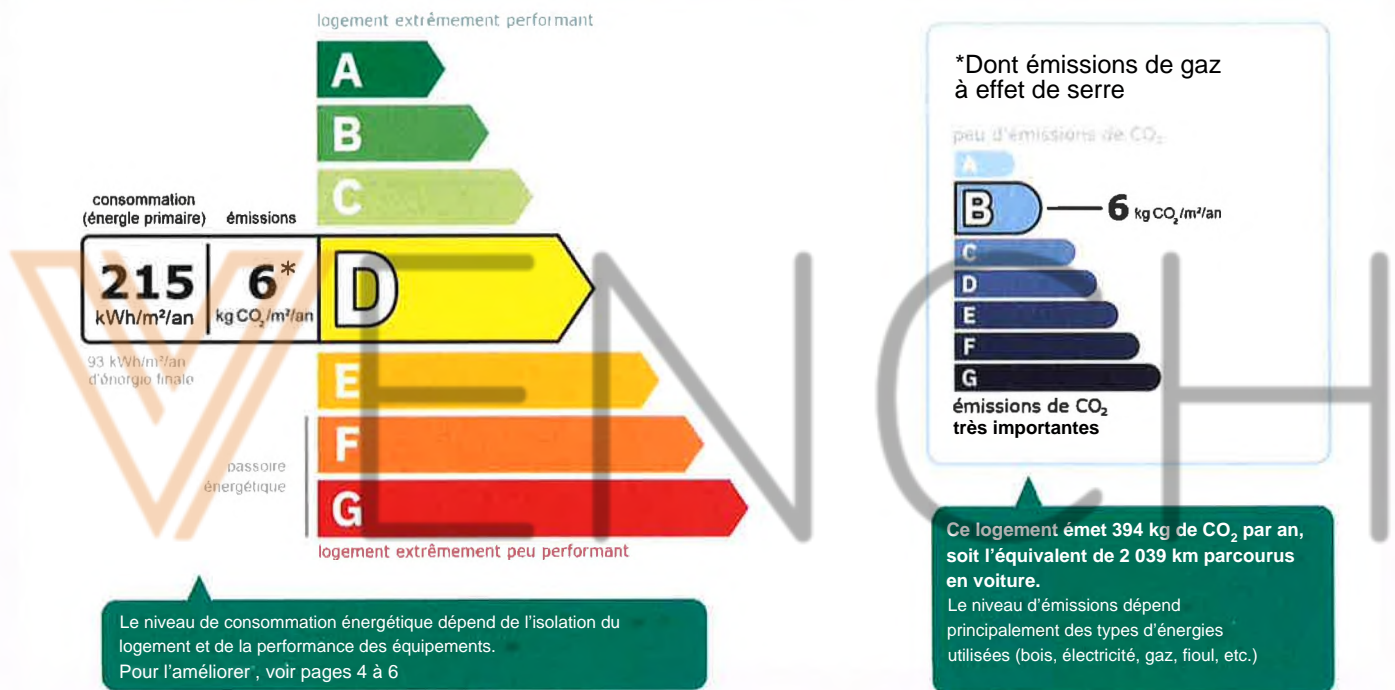 logement extrêmement performant
A
B
C
consommation
(énergie primaire)
émissions
215
kWh/m²/an
6*
kg CO₂/m²/an
D
93 kWh/m²/an
d'énergie finale
E
F
passoire
énergétique
G
logement extrêmement peu performant
Le niveau de consommation énergétique dépend de l'isolation du
logement et de la performance des équipements.
Pour l'améliorer , voir pages 4 à 6
*Dont émissions de gaz
à effet de serre
peu d'émissions de CO₂
A
B
6 kg CO₂/m²/an
C
D
E
F
G
émissions de CO₂
très importantes
Ce logement émet 394 kg de CO₂ par an,
soit l'équivalent de 2 039 km parcourus
en voiture.
Le niveau d'émissions dépend
principalement des types d'énergies
utilisées (bois, électricité, gaz, fioul, etc.)
VENCH